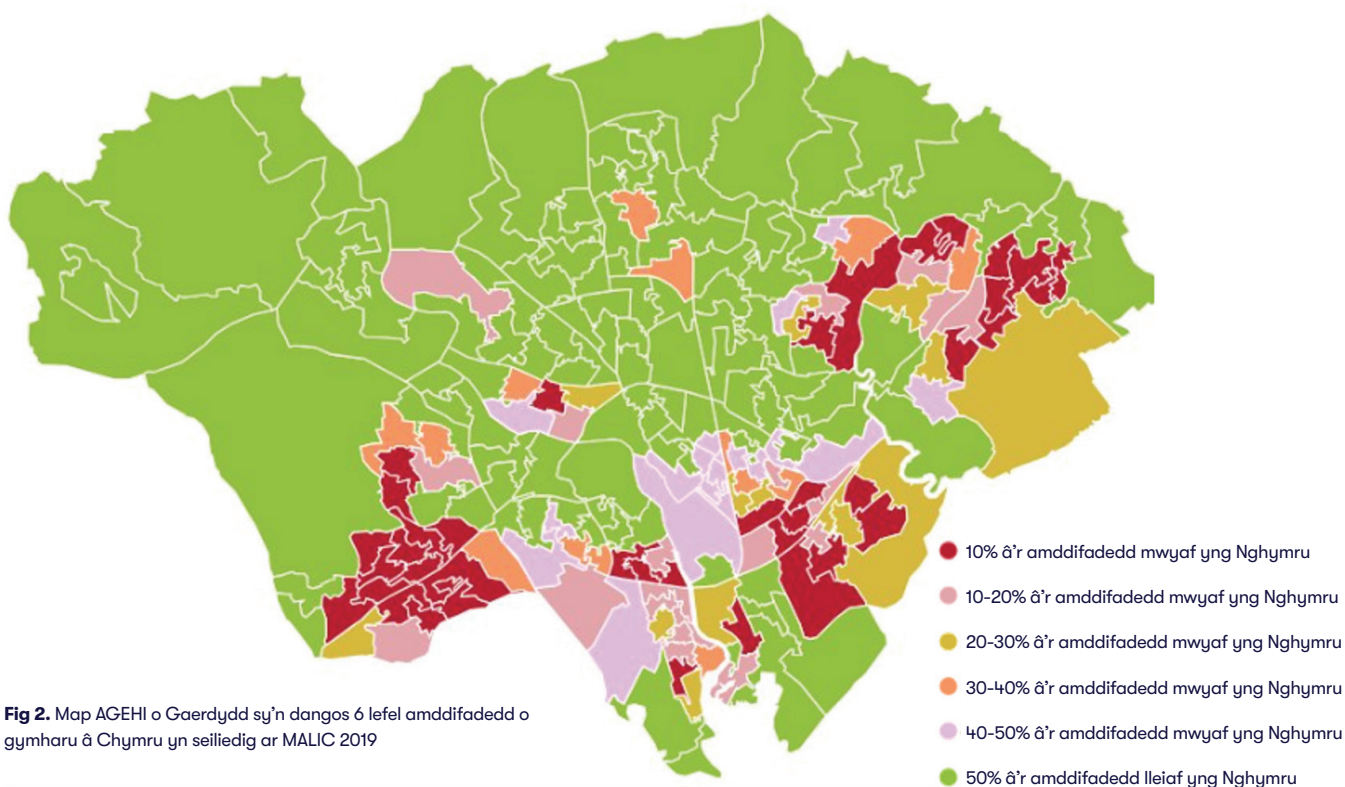 10% â'r amddifadedd mwyaf yng Nghymru
10-20% â'r amddifadedd mwyaf yng Nghymru
20-30% â'r amddifadedd mwyaf yng Nghymru
30-40% â'r amddifadedd mwyaf yng Nghymru
40-50% â'r amddifadedd mwyaf yng Nghymru
50% â'r amddifadedd lleiaf yng Nghymru
Fig 2. Map AGEHI o Gaerdydd sy'n dangos 6 lefel amddifadedd o
gymharu â Chymru yn seiliedig ar MALIC 2019